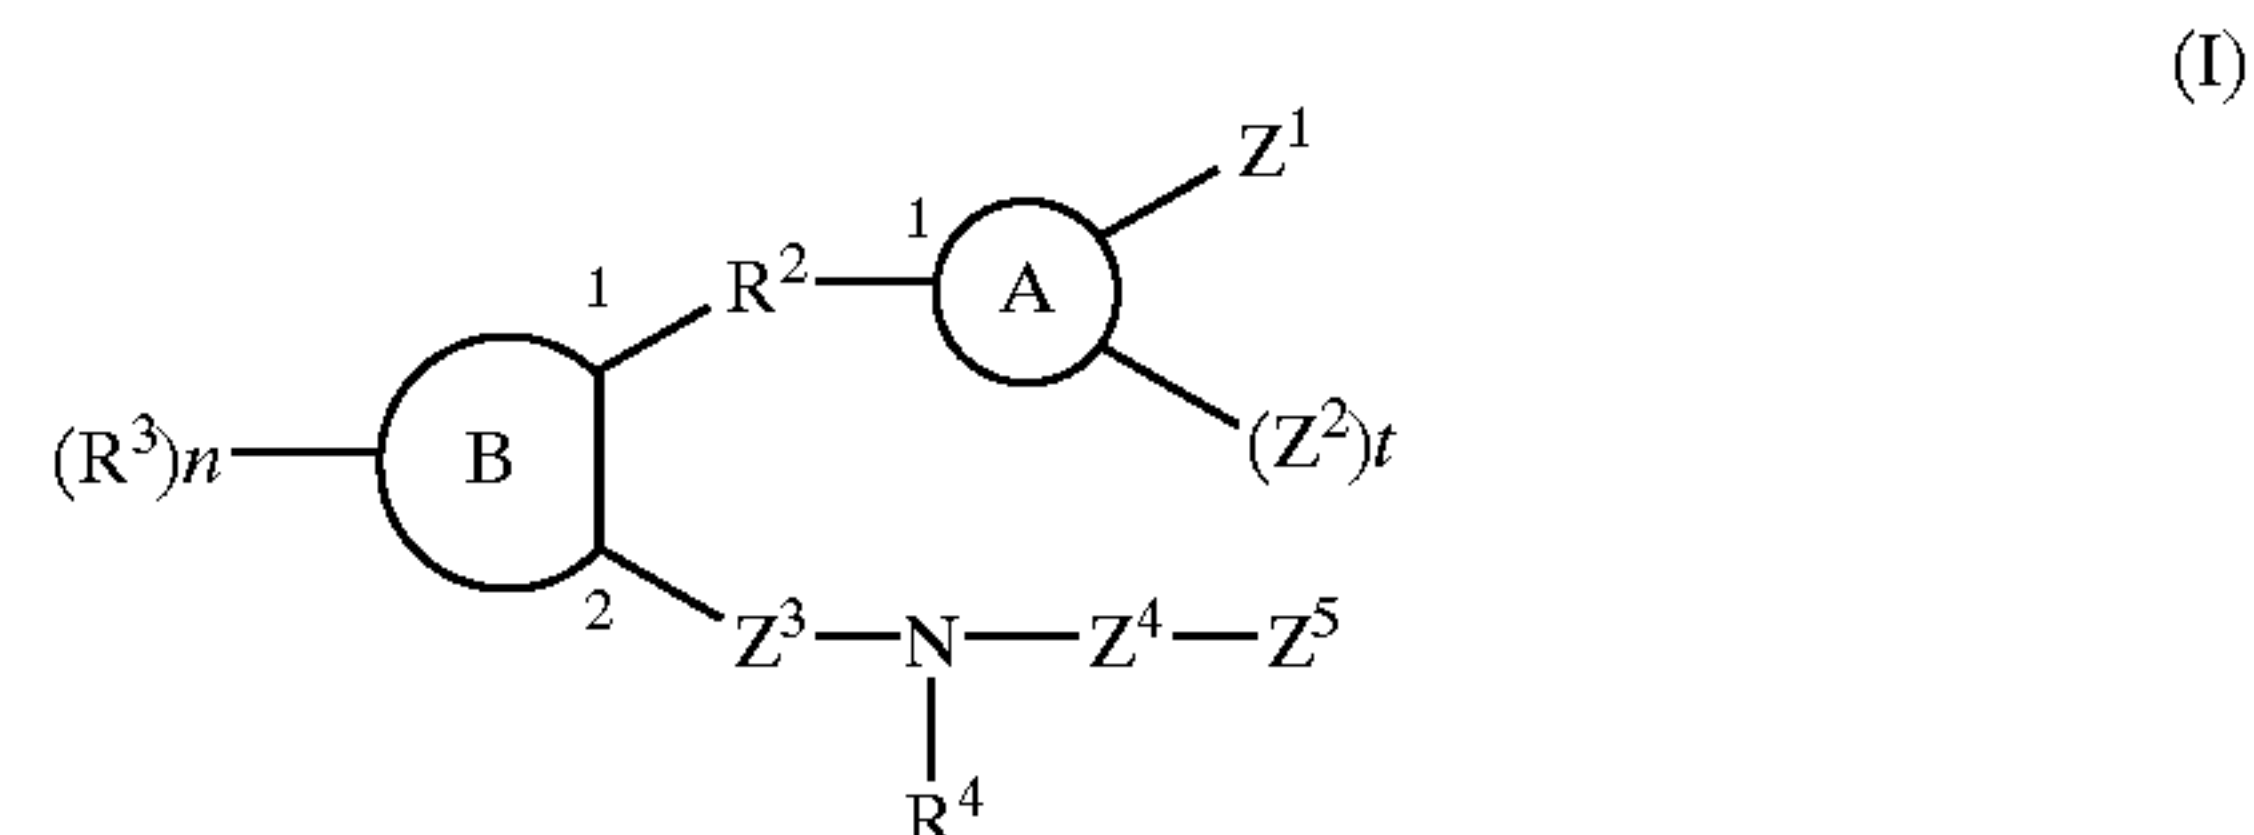 (I)
Z¹
1
R²
A
1
(R³)n
B
(Z²)t
2
Z³—N—Z⁴—Z⁵
R⁴